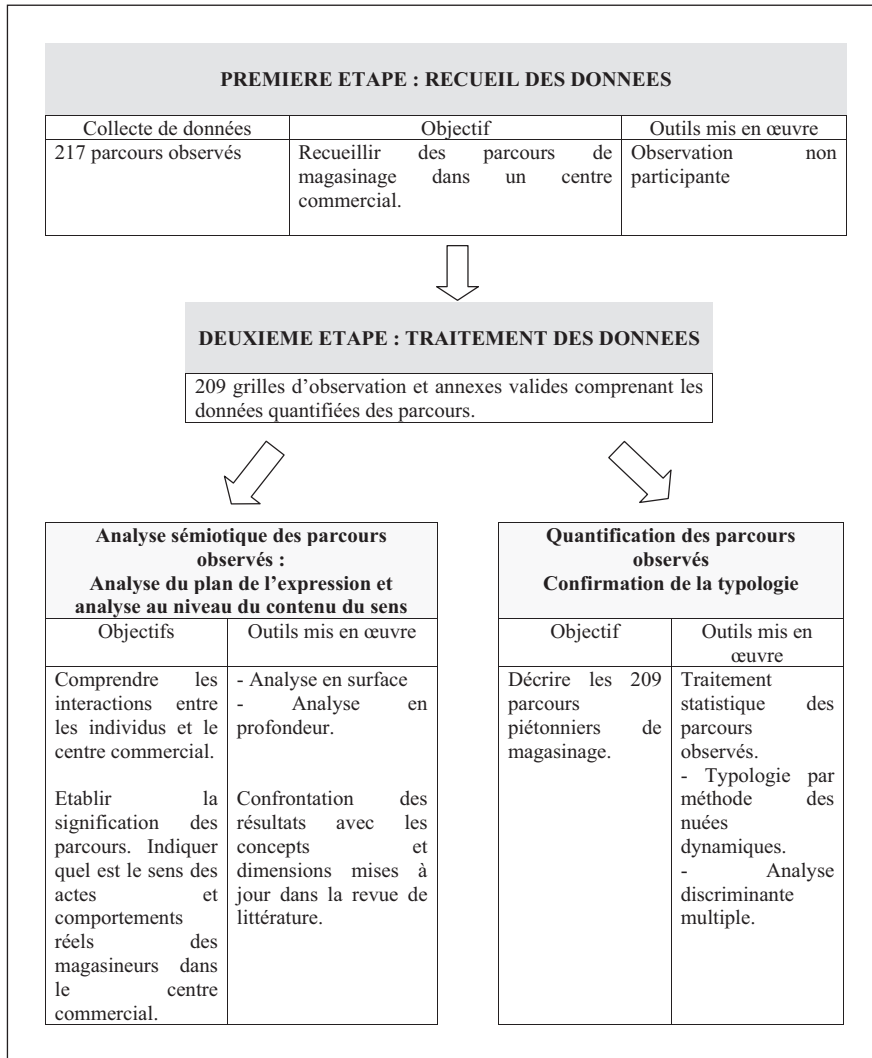 PREMIERE ETAPE : RECUEIL DES DONNEES
Collecte de données
217 parcours observés
Objectif
Recueillir des parcours de
magasinage dans un centre
commercial.
Outils mis en œuvre
Observation non
participante
DEUXIEME ETAPE : TRAITEMENT DES DONNEES
209 grilles d'observation et annexes valides comprenant les
données quantifiées des parcours.
Analyse sémiotique des parcours
observés :
Analyse du plan de l'expression et
analyse au niveau du contenu du sens
Objectifs
Comprendre les
interactions entre
les individus et le
centre commercial.
Etablir la
signification des
parcours. Indiquer
quel est le sens des
actes et
comportements
réels des
magasineurs dans
le centre
commercial.
Outils mis en œuvre
- Analyse en surface
- Analyse en
profondeur.
Confrontation des
résultats avec les
concepts et
dimensions mises à
jour dans la revue de
littérature.
Quantification des parcours
observés
Confirmation de la typologie
Objectif
Décrire les 209
parcours
piétonniers de
magasinage.
Outils mis en
œuvre
Traitement
statistique des
parcours
observés.
- Typologie par
méthode des
nuées
dynamiques.
- Analyse
discriminante
multiple.